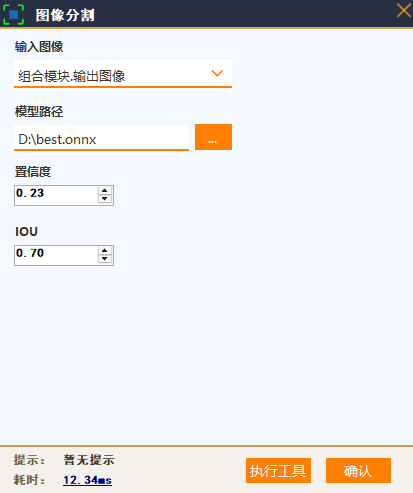 图像分割
输入图像
组合模块.输出图像
模型路径
D:\best.onnx
...
置信度
0.23
IOU
0.70
提示： 暂无提示
耗时： 12.34ms
执行工具
确认